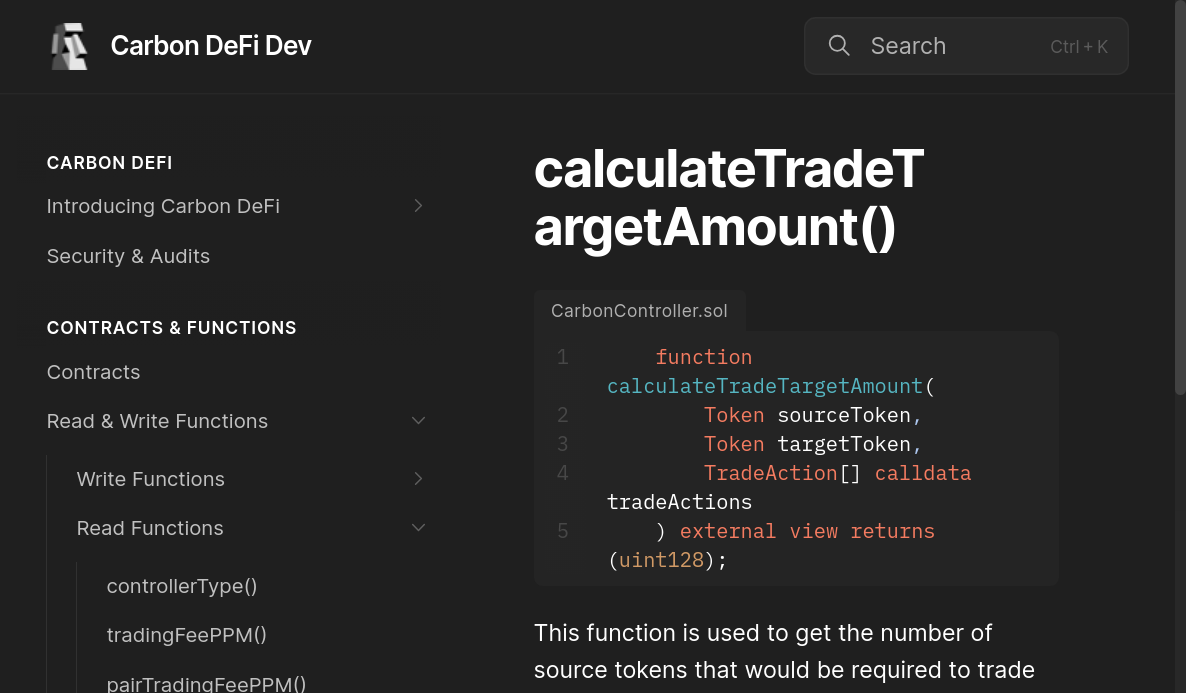 Carbon DeFi Dev
Search
Ctrl + K
CARBON DEFI
Introducing Carbon DeFi
Security & Audits
CONTRACTS & FUNCTIONS
Contracts
Read & Write Functions
Write Functions
Read Functions
controllerType()
tradingFeePPM()
pairTradingFeePPM()
calculateTradeT
argetAmount()
CarbonController.sol
1 function
calculateTradeTargetAmount(
2 Token sourceToken,
3 Token targetToken,
4 TradeAction[] calldata
tradeActions
5 ) external view returns
(uint128);
This function is used to get the number of
source tokens that would be required to trade